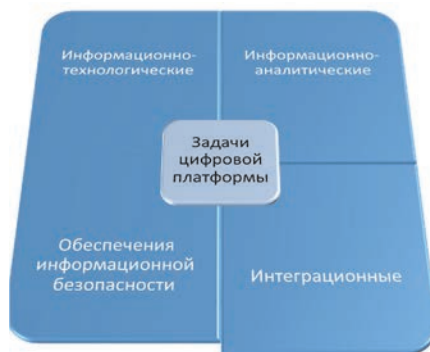 Информационно-
технологические
Информационно-
аналитические
Задачи
цифровой
платформы
Обеспечения
информационной
безопасности
Интеграционные